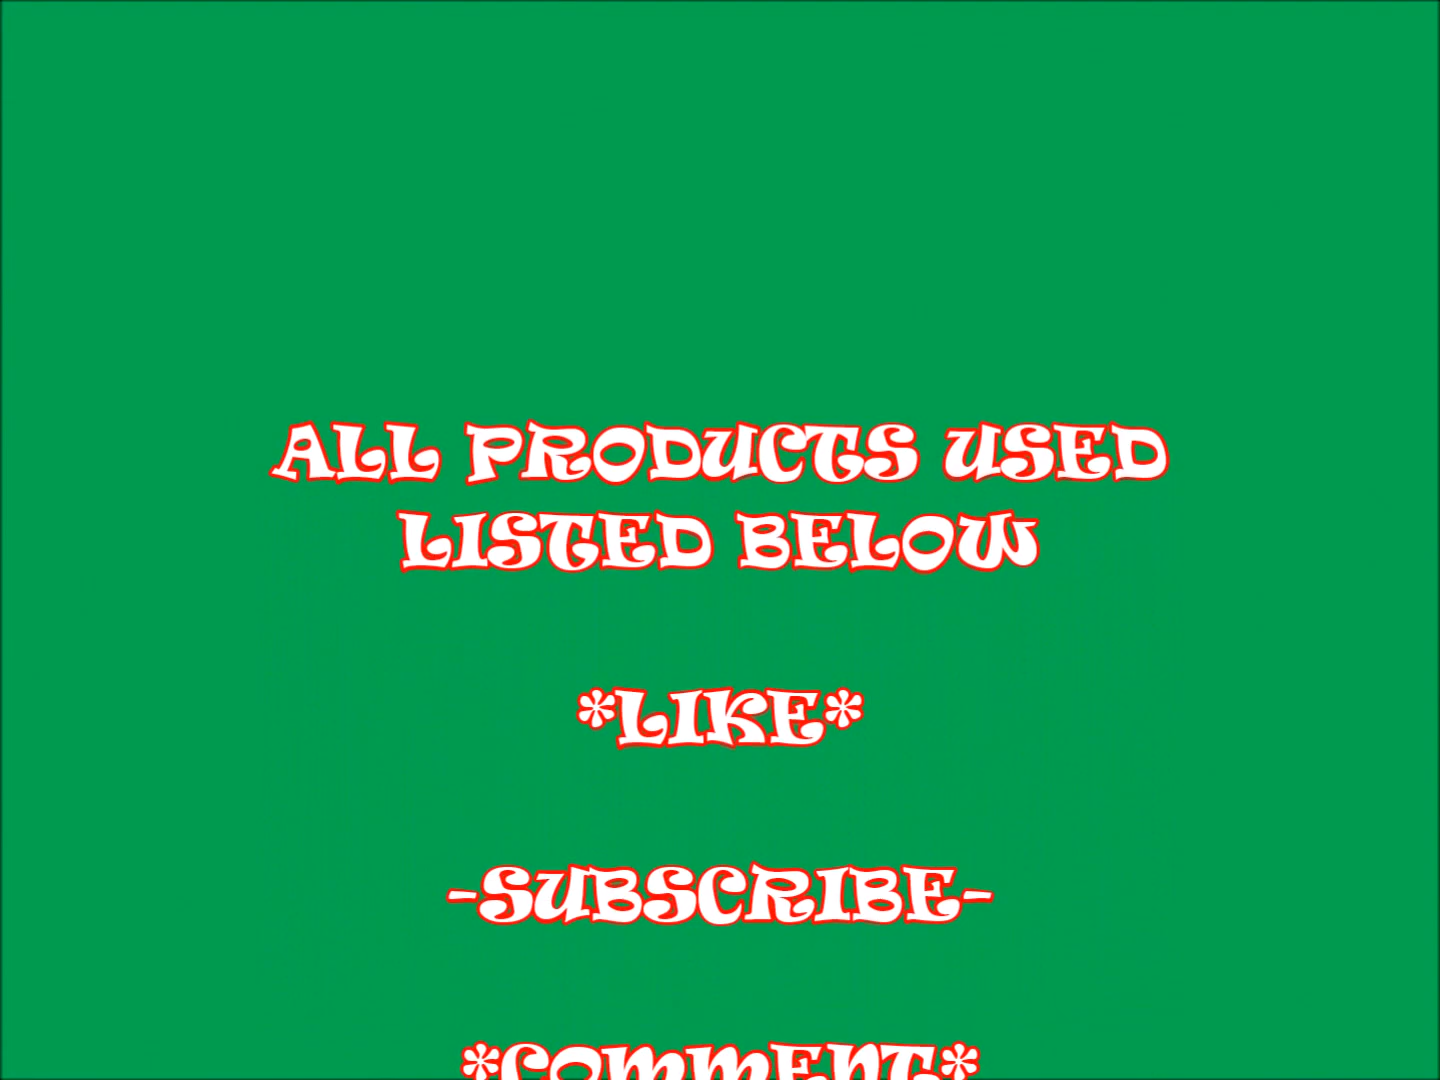 ALL PRODUCTS USED
LISTED BELOW
*LIKE*
-SUBSCRIBE-
*COMMENT*